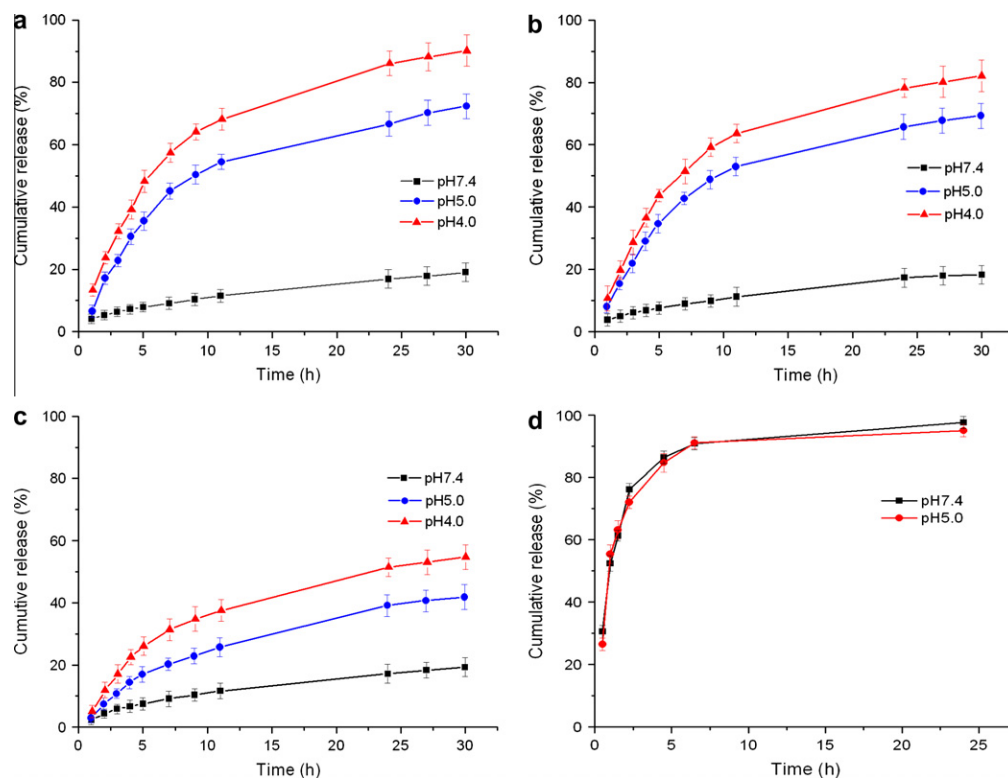 a
Cumulative release (%)
100
80
60
40
20
0
pH7.4
pH5.0
pH4.0
0 5 10 15 20 25 30
Time (h)
b
Cumulative release (%)
100
80
60
40
20
0
pH7.4
pH5.0
pH4.0
0 5 10 15 20 25 30
Time (h)
c
Cumutive release (%)
100
80
60
40
20
0
pH7.4
pH5.0
pH4.0
0 5 10 15 20 25 30
Time (h)
d
Cumulative release (%)
100
80
60
40
20
0
pH7.4
pH5.0
0 5 10 15 20 25
Time (h)